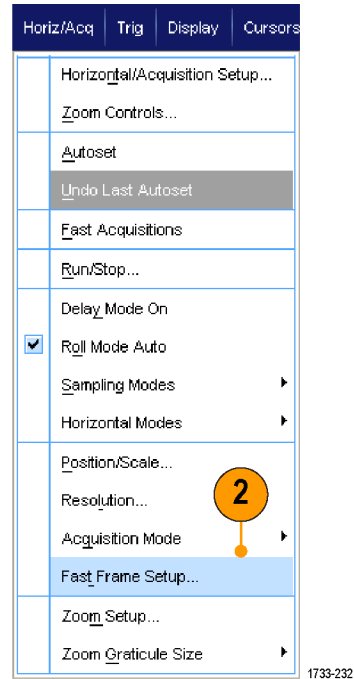 Horiz/Acq Trig Display Cursors
Horizontal/Acquisition Setup...
Zoom Controls...
Autoset
Undo Last Autoset
Fast Acquisitions
Run/Stop...
Delay Mode On
Roll Mode Auto
Sampling Modes
Horizontal Modes
Position/Scale...
Resolution...
2
Acquisition Mode
Fast Frame Setup...
Zoom Setup...
Zoom Graticule Size
1733-232